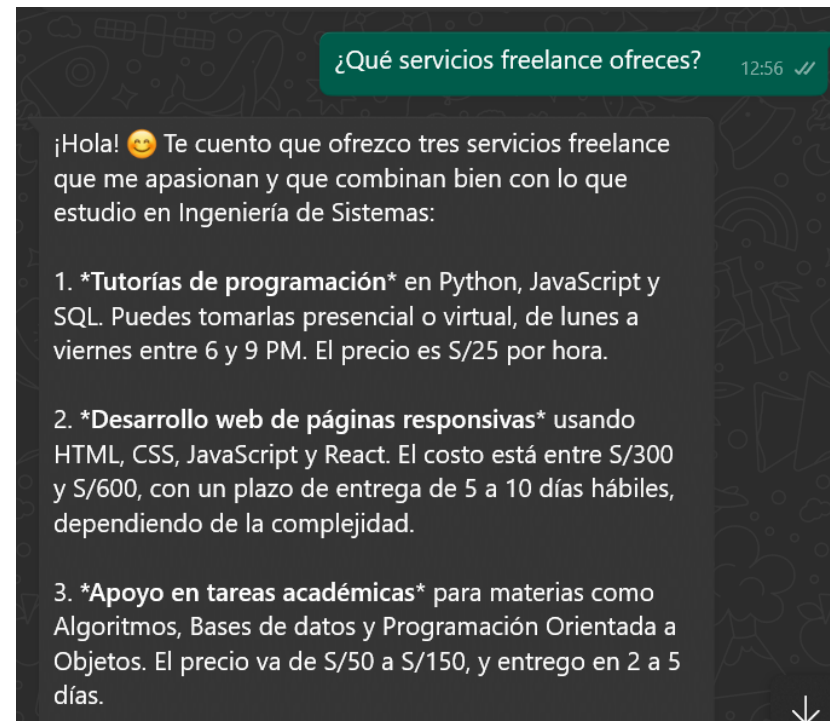 ¿Qué servicios freelance ofreces?
12:56
¡Hola! 😊 Te cuento que ofrezco tres servicios freelance
que me apasionan y que combinan bien con lo que
estudio en Ingeniería de Sistemas:
1. *Tutorías de programación* en Python, JavaScript y
SQL. Puedes tomarlas presencial o virtual, de lunes a
viernes entre 6 y 9 PM. El precio es S/25 por hora.
2. *Desarrollo web de páginas responsivas* usando
HTML, CSS, JavaScript y React. El costo está entre S/300
y S/600, con un plazo de entrega de 5 a 10 días hábiles,
dependiendo de la complejidad.
3. *Apoyo en tareas académicas* para materias como
Algoritmos, Bases de datos y Programación Orientada a
Objetos. El precio va de S/50 a S/150, y entrego en 2 a 5
días.